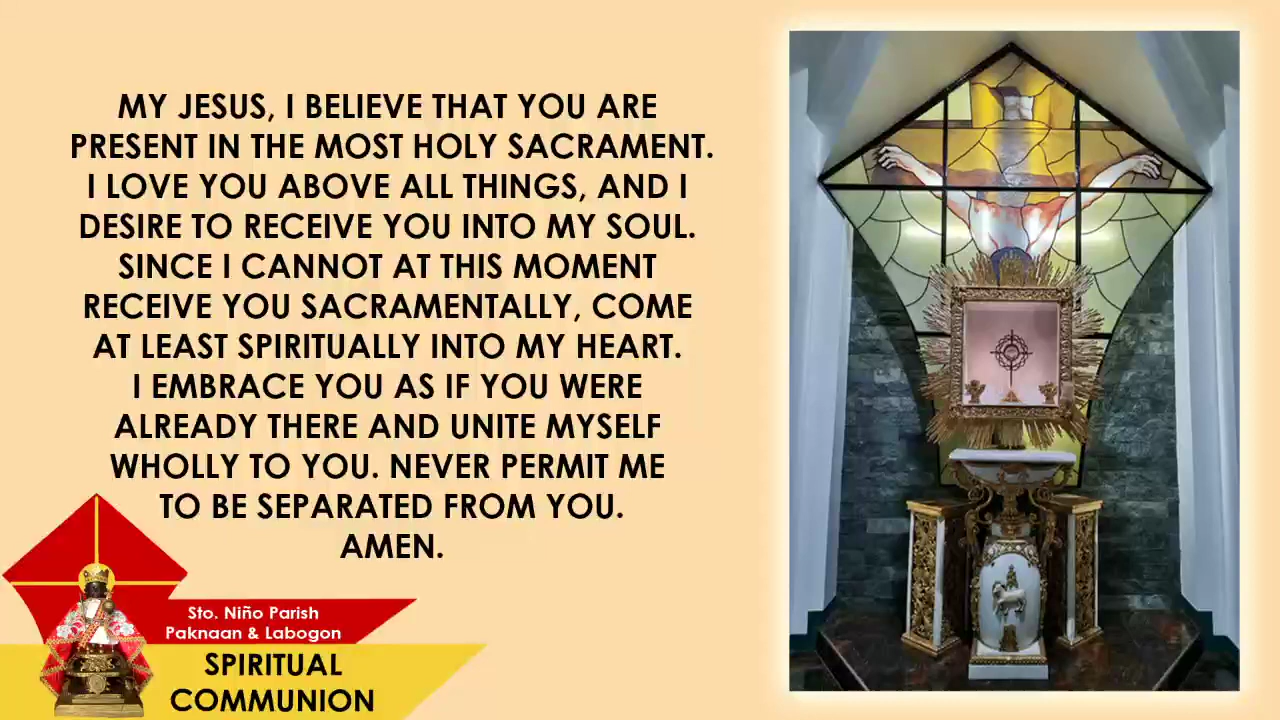 MY JESUS, I BELIEVE THAT YOU ARE
PRESENT IN THE MOST HOLY SACRAMENT.
I LOVE YOU ABOVE ALL THINGS, AND I
DESIRE TO RECEIVE YOU INTO MY SOUL.
SINCE I CANNOT AT THIS MOMENT
RECEIVE YOU SACRAMENTALLY, COME
AT LEAST SPIRITUALLY INTO MY HEART.
I EMBRACE YOU AS IF YOU WERE
ALREADY THERE AND UNITE MYSELF
WHOLLY TO YOU. NEVER PERMIT ME
TO BE SEPARATED FROM YOU.
AMEN.
Sto. Niño Parish
Paknaan & Labogon
SPIRITUAL
COMMUNION